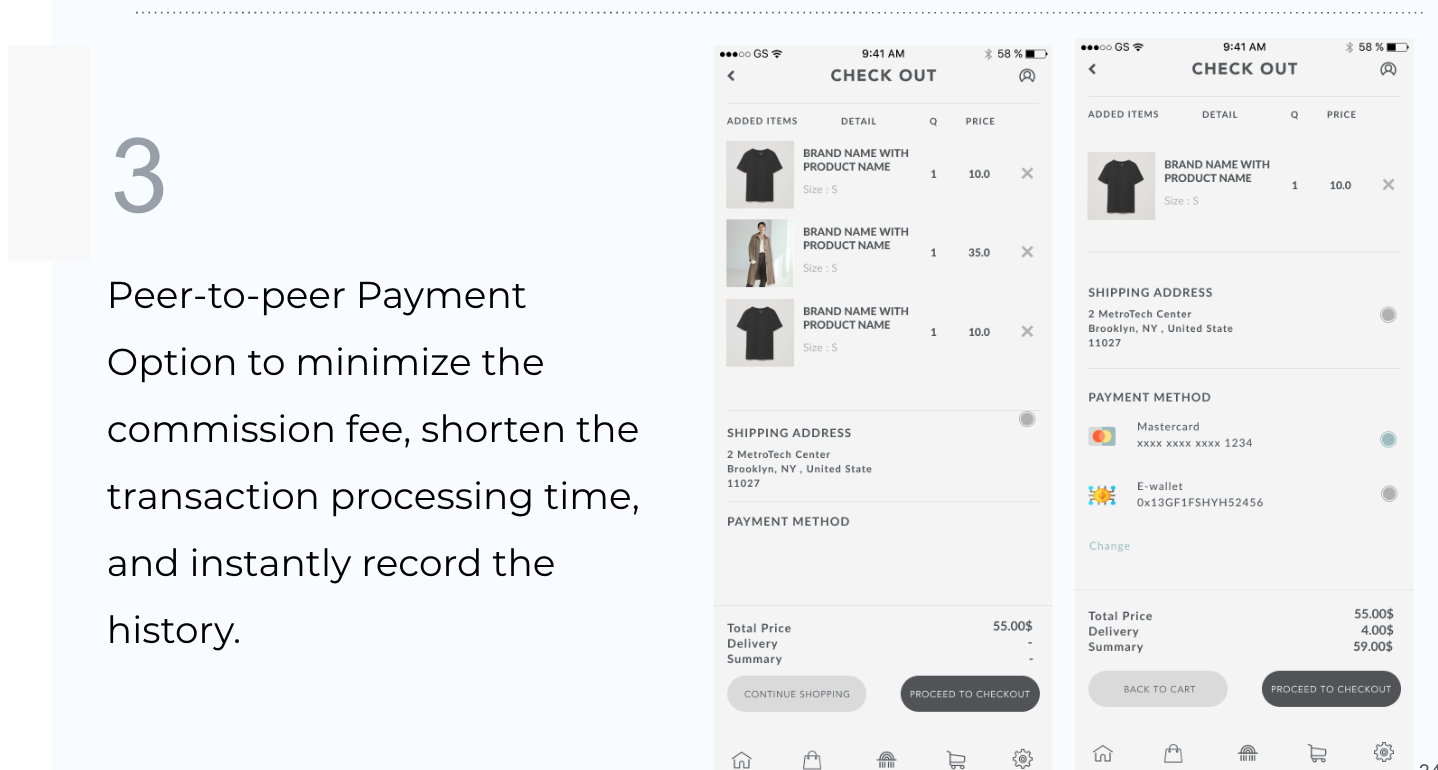 3
Peer-to-peer Payment
Option to minimize the
commission fee, shorten the
transaction processing time,
and instantly record the
history.
GS 9:41 AM 58 %
CHECK OUT
ADDED ITEMS DETAIL Q PRICE
BRAND NAME WITH
PRODUCT NAME
1 10.0
Size : S
BRAND NAME WITH
PRODUCT NAME
1 35.0
Size : S
BRAND NAME WITH
PRODUCT NAME
1 10.0
Size : S
SHIPPING ADDRESS
2 MetroTech Center
Brooklyn, NY , United State
11027
PAYMENT METHOD
Total Price 55.00$
Delivery -
Summary -
CONTINUE SHOPPING PROCEED TO CHECKOUT
GS 9:41 AM 58 %
CHECK OUT
ADDED ITEMS DETAIL Q PRICE
BRAND NAME WITH
PRODUCT NAME
1 10.0
Size : S
SHIPPING ADDRESS
2 MetroTech Center
Brooklyn, NY , United State
11027
PAYMENT METHOD
Mastercard
xxxx xxxx xxxx 1234
E-wallet
0x13GF1FSHYH52456
Change
Total Price 55.00$
Delivery 4.00$
Summary 59.00$
BACK TO CART PROCEED TO CHECKOUT